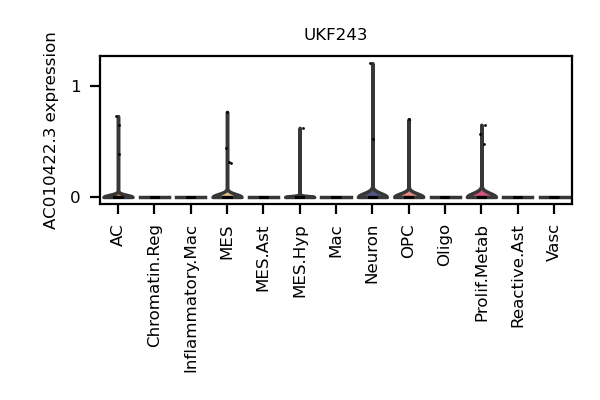 UKF243
AC010422.3 expression
1
0
AC
Chromatin.Reg
Inflammatory.Mac
MES
MES.Ast
MES.Hyp
Mac
Neuron
OPC
Oligo
Prolif.Metab
Reactive.Ast
Vasc